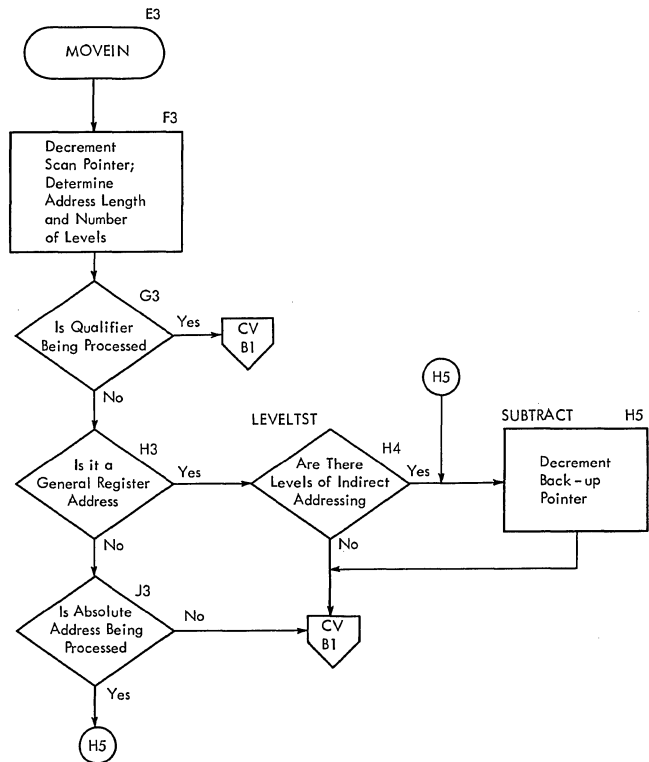 E3
MOVEIN
F3
Decrement
Scan Pointer;
Determine
Address Length
and Number
of Levels
G3
Is Qualifier
Being Processed
Yes
CV
B1
No
H5
LEVELTST
SUBTRACT H5
H3
Is it a
General Register
Address
Yes
H4
Are There
Levels of Indirect
Addressing
Yes
Decrement
Back-up
Pointer
No
No
J3
Is Absolute
Address Being
Processed
No
CV
B1
Yes
H5